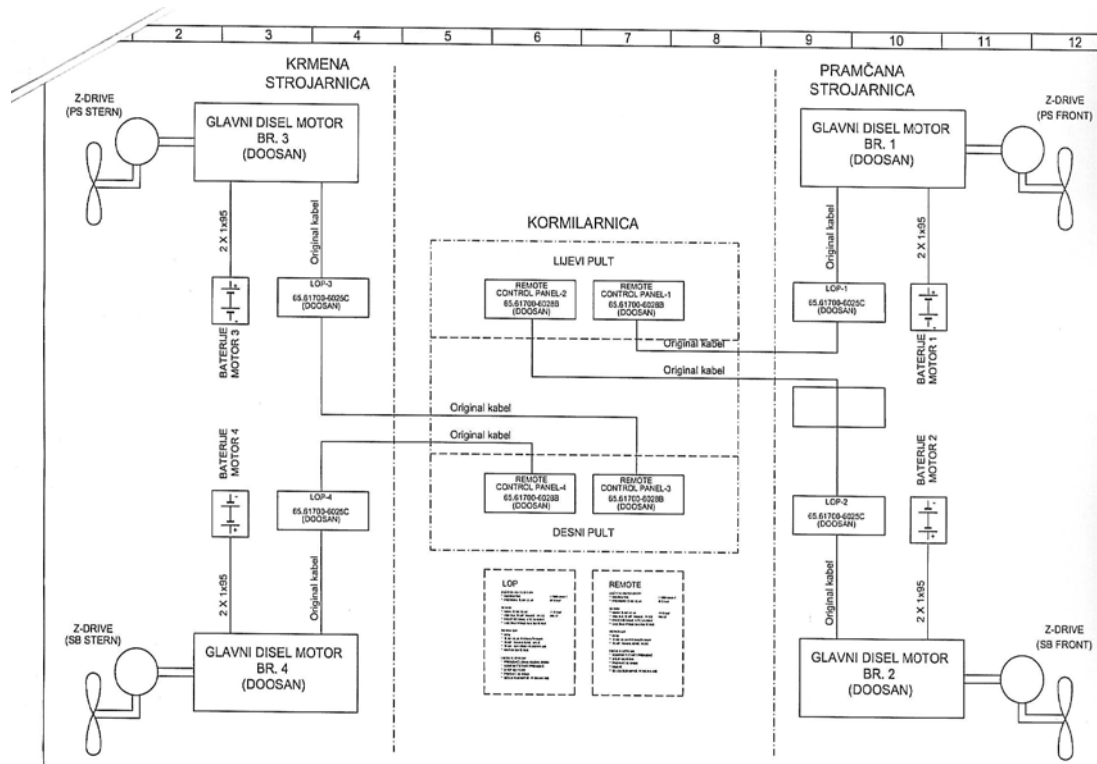 2
3
4
5
6
7
8
9
10
11
12
KRMENA
STROJARNICA
PRAMČANA
STROJARNICA
Z-DRIVE
(PS STERN)
GLAVNI DISEL MOTOR
BR. 3
(DOOSAN)
GLAVNI DISEL MOTOR
BR. 1
(DOOSAN)
Z-DRIVE
(PS FRONT)
2 X 1x95
Original kabel
KORMILARNICA
Original kabel
2 X 1x95
LIJEVI PULT
LOP-3
65.61700-6025C
(DOOSAN)
REMOTE
CONTROL PANEL-2
65.61700-6028B
(DOOSAN)
REMOTE
CONTROL PANEL-1
65.61700-6028B
(DOOSAN)
LOP-1
65.61700-6025C
(DOOSAN)
BATERIJE
MOTOR 3
BATERIJE
MOTOR 1
Original kabel
Original kabel
Original kabel
Original kabel
BATERIJE
MOTOR 4
BATERIJE
MOTOR 2
LOP-4
65.61700-6025C
(DOOSAN)
REMOTE
CONTROL PANEL-4
65.61700-6028B
(DOOSAN)
REMOTE
CONTROL PANEL-3
65.61700-6028B
(DOOSAN)
LOP-2
65.61700-6025C
(DOOSAN)
DESNI PULT
2 X 1x95
Original kabel
LOP
REMOTE
Original kabel
2 X 1x95
Z-DRIVE
(SB STERN)
GLAVNI DISEL MOTOR
BR. 4
(DOOSAN)
GLAVNI DISEL MOTOR
BR. 2
(DOOSAN)
Z-DRIVE
(SB FRONT)